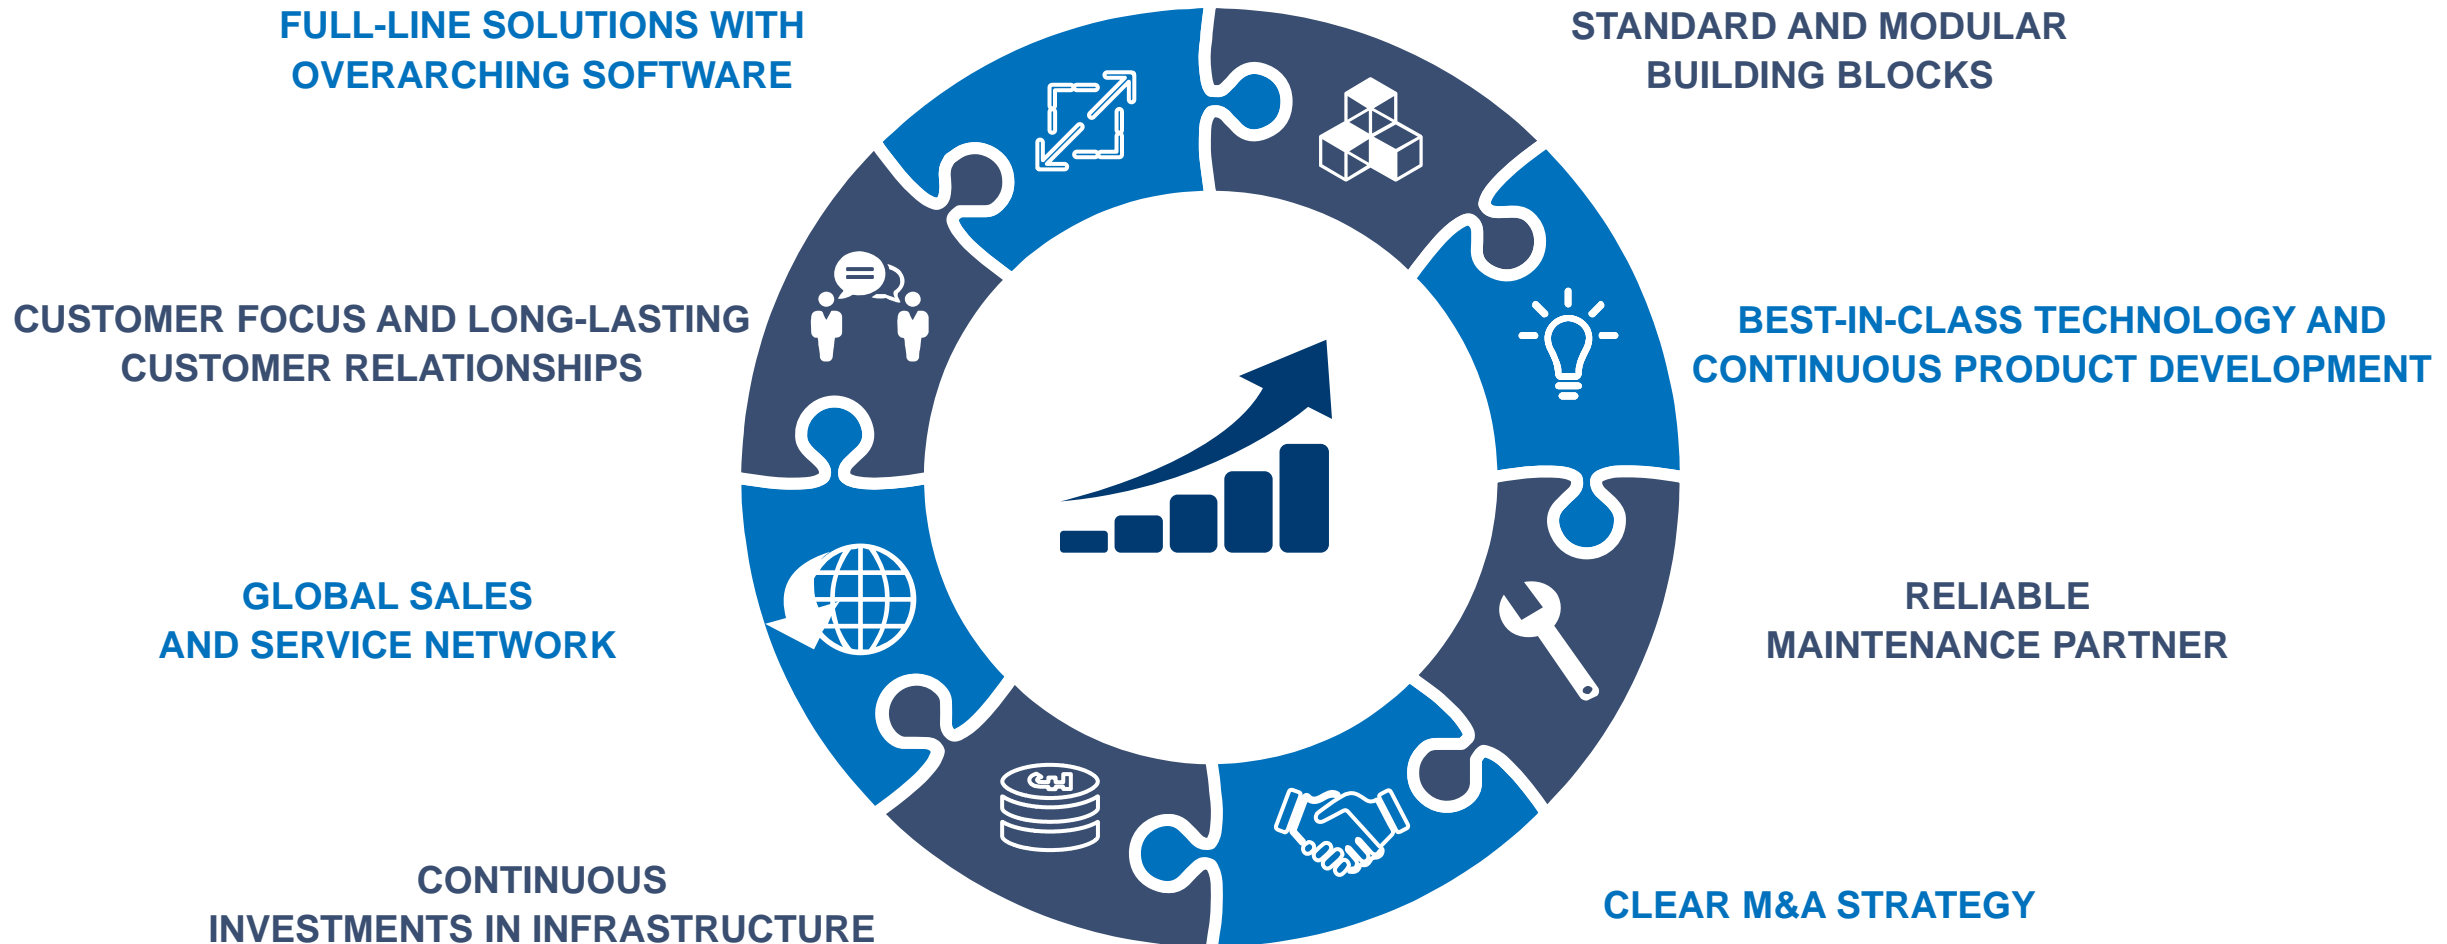 FULL-LINE SOLUTIONS WITH
OVERARCHING SOFTWARE
STANDARD AND MODULAR
BUILDING BLOCKS
CUSTOMER FOCUS AND LONG-LASTING
CUSTOMER RELATIONSHIPS
BEST-IN-CLASS TECHNOLOGY AND
CONTINUOUS PRODUCT DEVELOPMENT
GLOBAL SALES
AND SERVICE NETWORK
RELIABLE
MAINTENANCE PARTNER
CONTINUOUS
INVESTMENTS IN INFRASTRUCTURE
CLEAR M&A STRATEGY